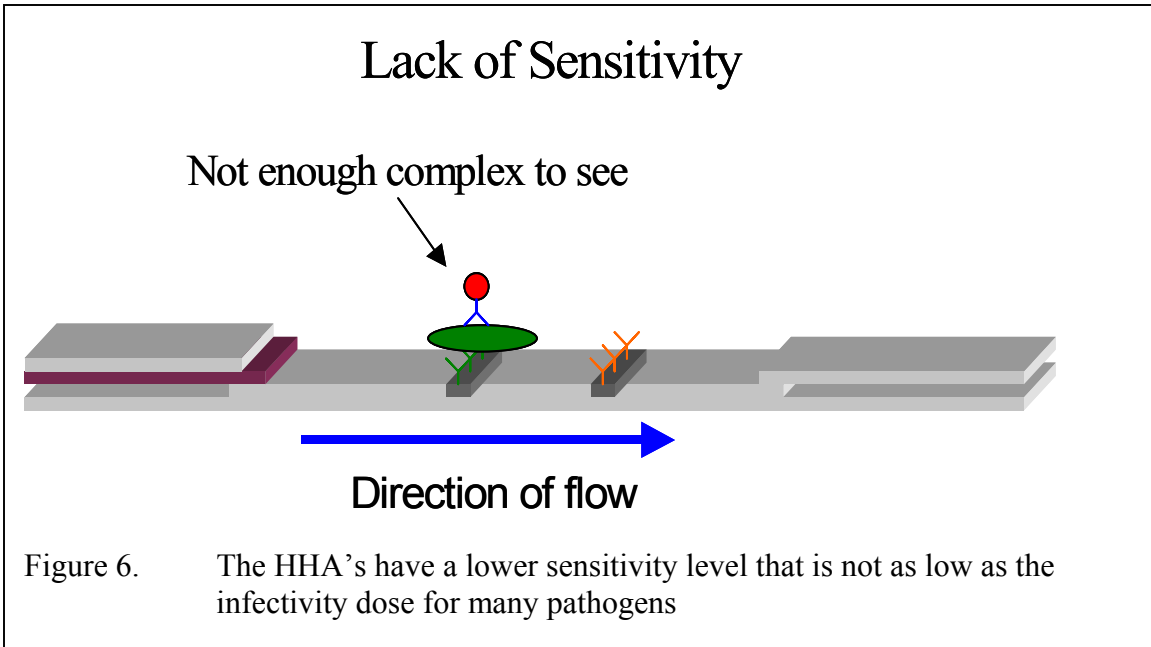 Lack of Sensitivity
Not enough complex to see
Direction of flow
Figure 6. The HHA's have a lower sensitivity level that is not as low as the
infectivity dose for many pathogens